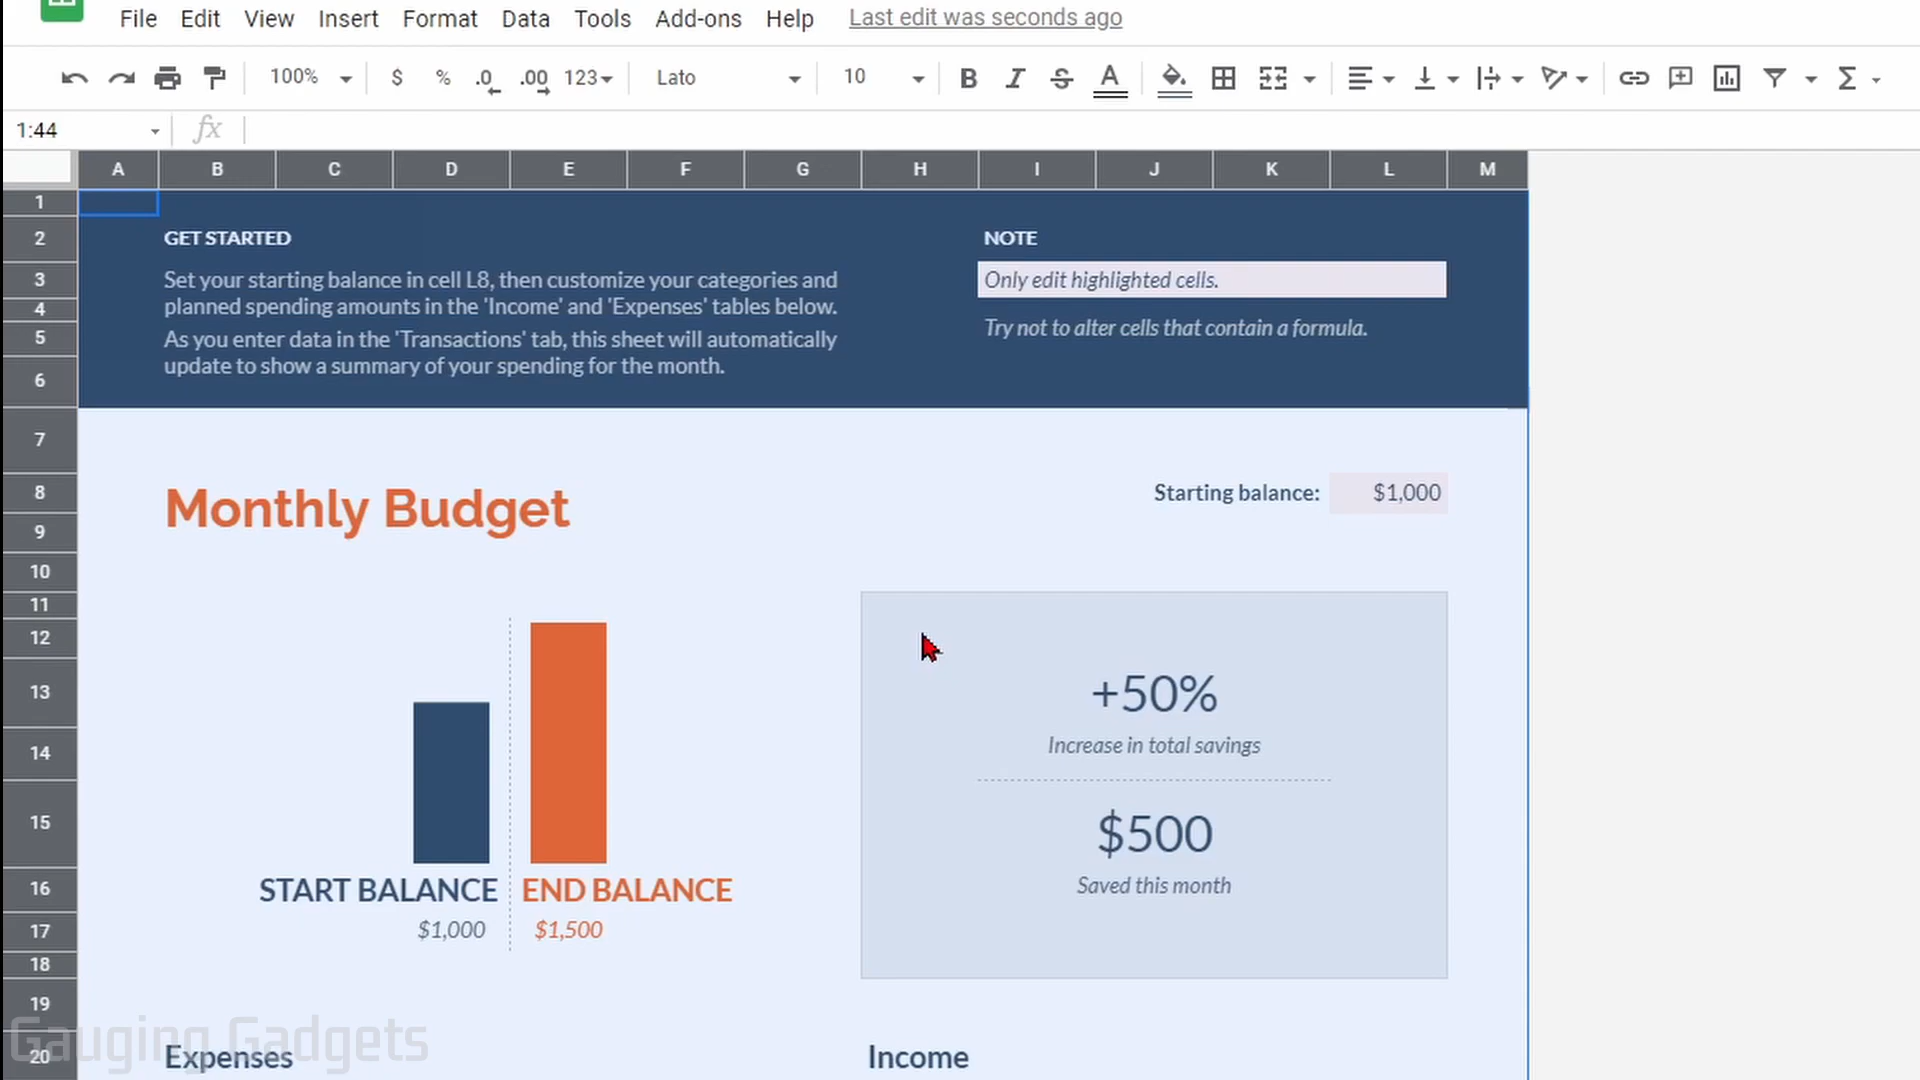 File Edit View Insert Format Data Tools Add-ons Help Last edit was seconds ago
100% $ % .0 .00 123 Lato 10 B I S A Σ
1:44 fx
A B C D E F G H I J K L M
1
2 GET STARTED NOTE
3 Set your starting balance in cell L8, then customize your categories and Only edit highlighted cells.
4 planned spending amounts in the 'Income' and 'Expenses' tables below.
5 As you enter data in the 'Transactions' tab, this sheet will automatically Try not to alter cells that contain a formula.
6 update to show a summary of your spending for the month.
7
8 Monthly Budget Starting balance: $1,000
9
10
11
12
13 +50%
14 Increase in total savings
15 $500
16 START BALANCE END BALANCE Saved this month
17 $1,000 $1,500
18
19
Gauging Gadgets
20 Expenses Income